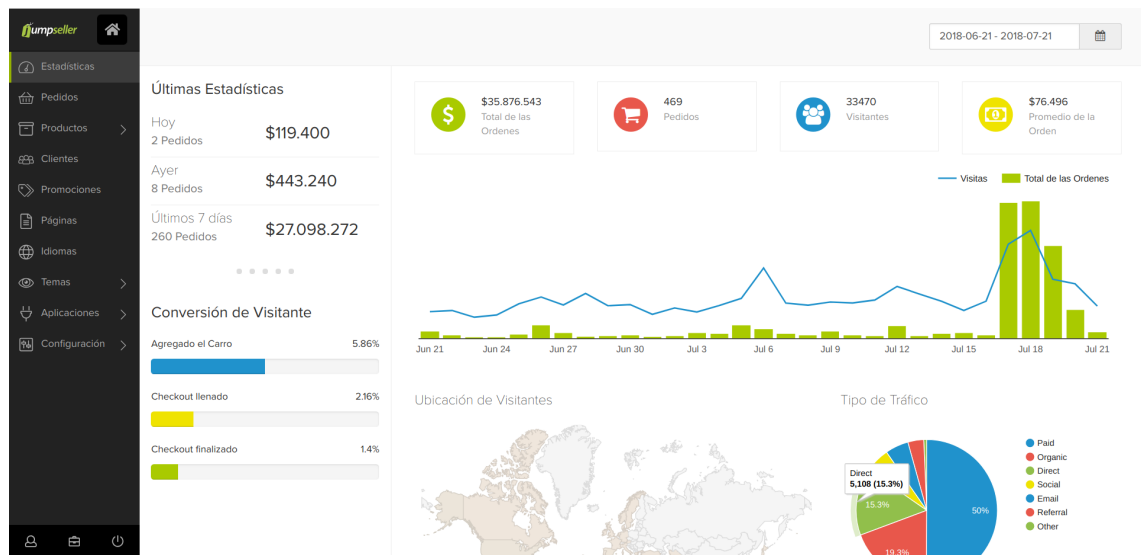 jumpseller
2018-06-21 - 2018-07-21
Estadísticas
Pedidos
Productos
Clientes
Promociones
Páginas
Idiomas
Temas
Aplicaciones
Configuración
Últimas Estadísticas
Hoy
2 Pedidos
$119.400
Ayer
8 Pedidos
$443.240
Últimos 7 días
260 Pedidos
$27.098.272
Conversión de Visitante
Agregado el Carro 5.86%
Checkout llenado 2.16%
Checkout finalizado 1.4%
$35.876.543
Total de las
Ordenes
469
Pedidos
33470
Visitantes
$76.496
Promedio de la
Orden
Visitas Total de las Ordenes
Jun 21 Jun 24 Jun 27 Jun 30 Jul 3 Jul 6 Jul 9 Jul 12 Jul 15 Jul 18 Jul 21
Ubicación de Visitantes
Tipo de Tráfico
Direct
5,108 (15.3%)
15.3%
50%
19.3%
Paid
Organic
Direct
Social
Email
Referral
Other